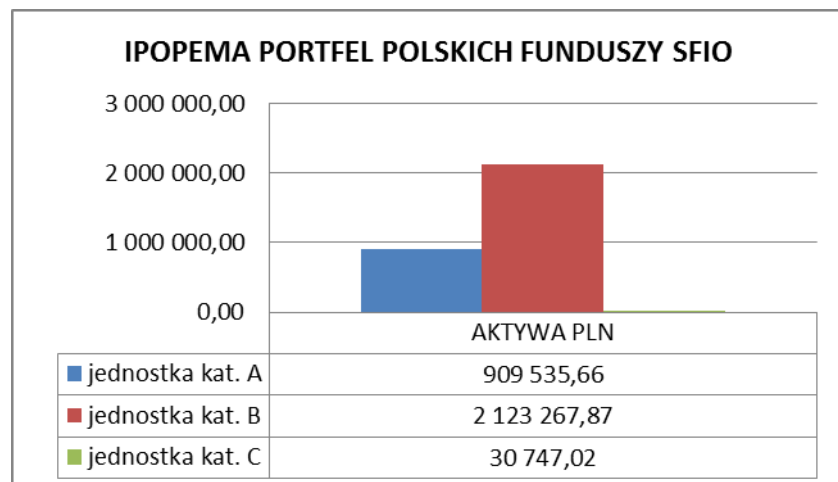 IPOPEMA PORTFEL POLSKICH FUNDUSZY SFIO
3 000 000,00
2 000 000,00
1 000 000,00
0,00
AKTYWA PLN
jednostka kat. A 909 535,66
jednostka kat. B 2 123 267,87
jednostka kat. C 30 747,02